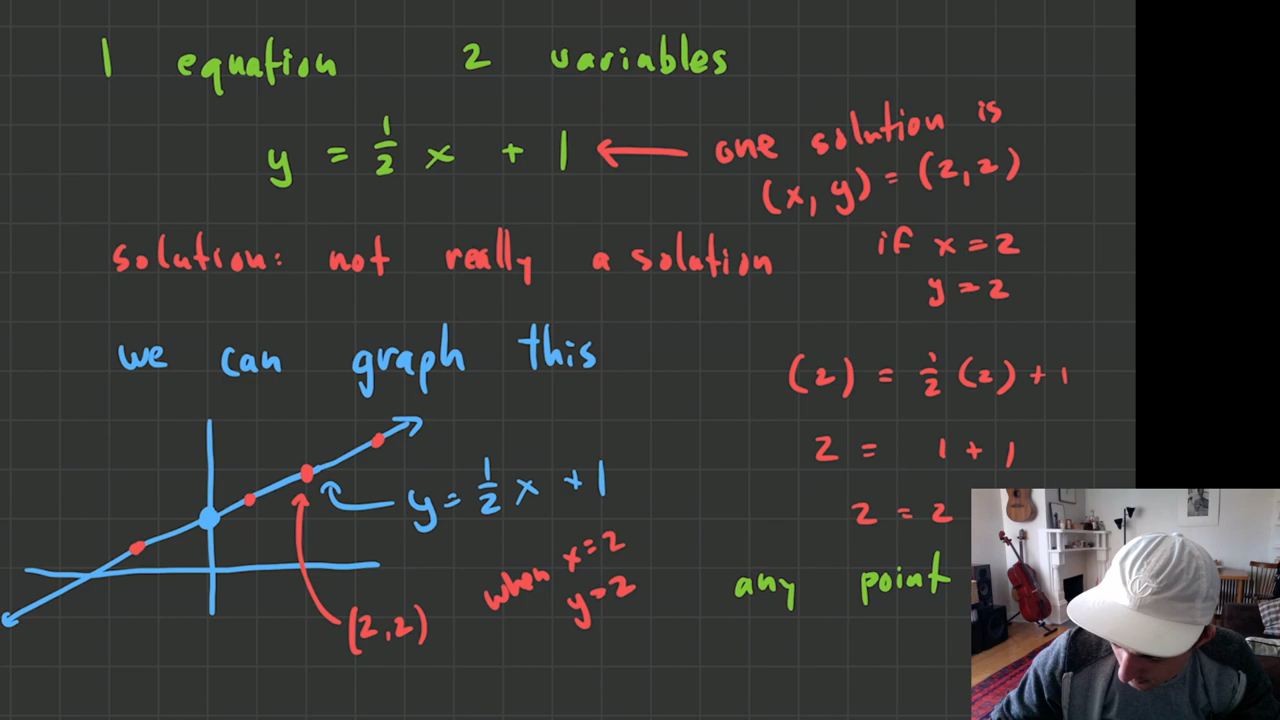 1 equation 2 variables
y = 1/2 x + 1 ← one solution is
(x, y) = (2,2)
if x = 2
y = 2
solution: not really a solution
we can graph this
(2) = 1/2 (2) + 1
2 = 1 + 1
2 = 2
y = 1/2 x + 1
when x=2
y=2
(2,2)
any point